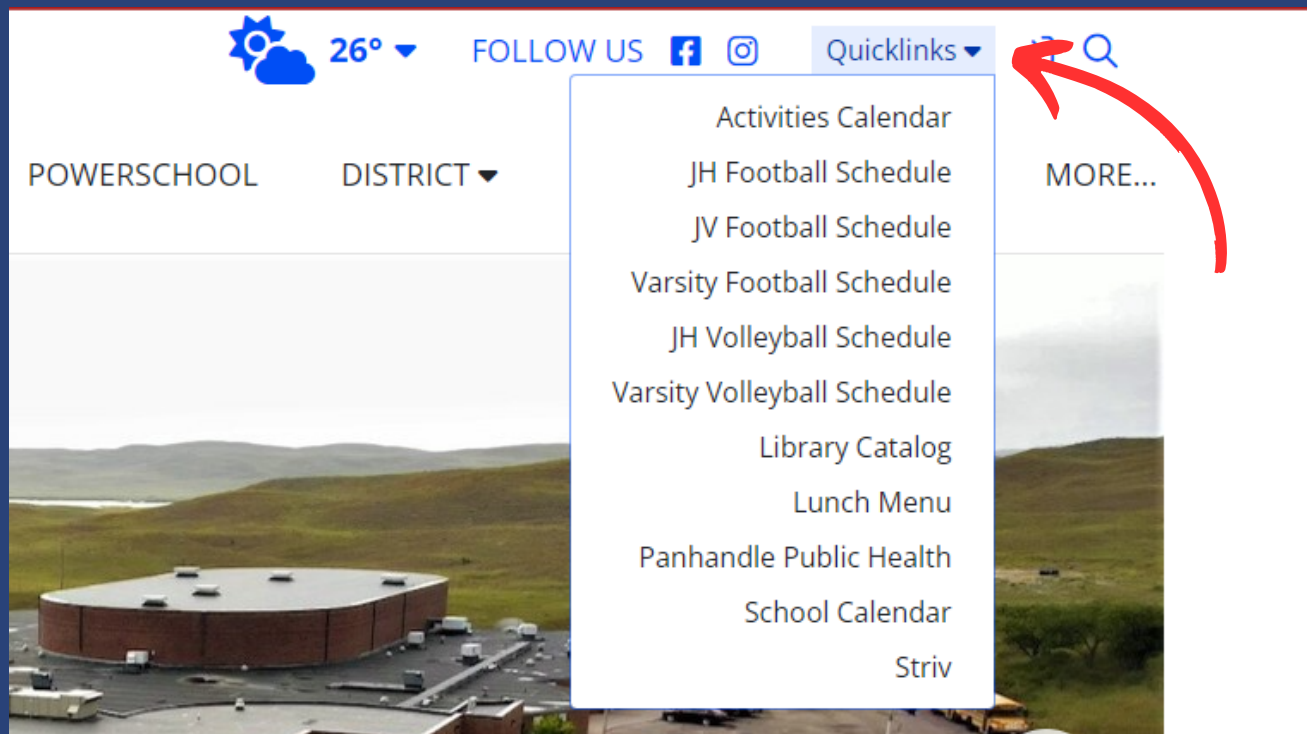 26° FOLLOW US Quicklinks
POWERSCHOOL DISTRICT MORE...
Activities Calendar
JH Football Schedule
JV Football Schedule
Varsity Football Schedule
JH Volleyball Schedule
Varsity Volleyball Schedule
Library Catalog
Lunch Menu
Panhandle Public Health
School Calendar
Striv